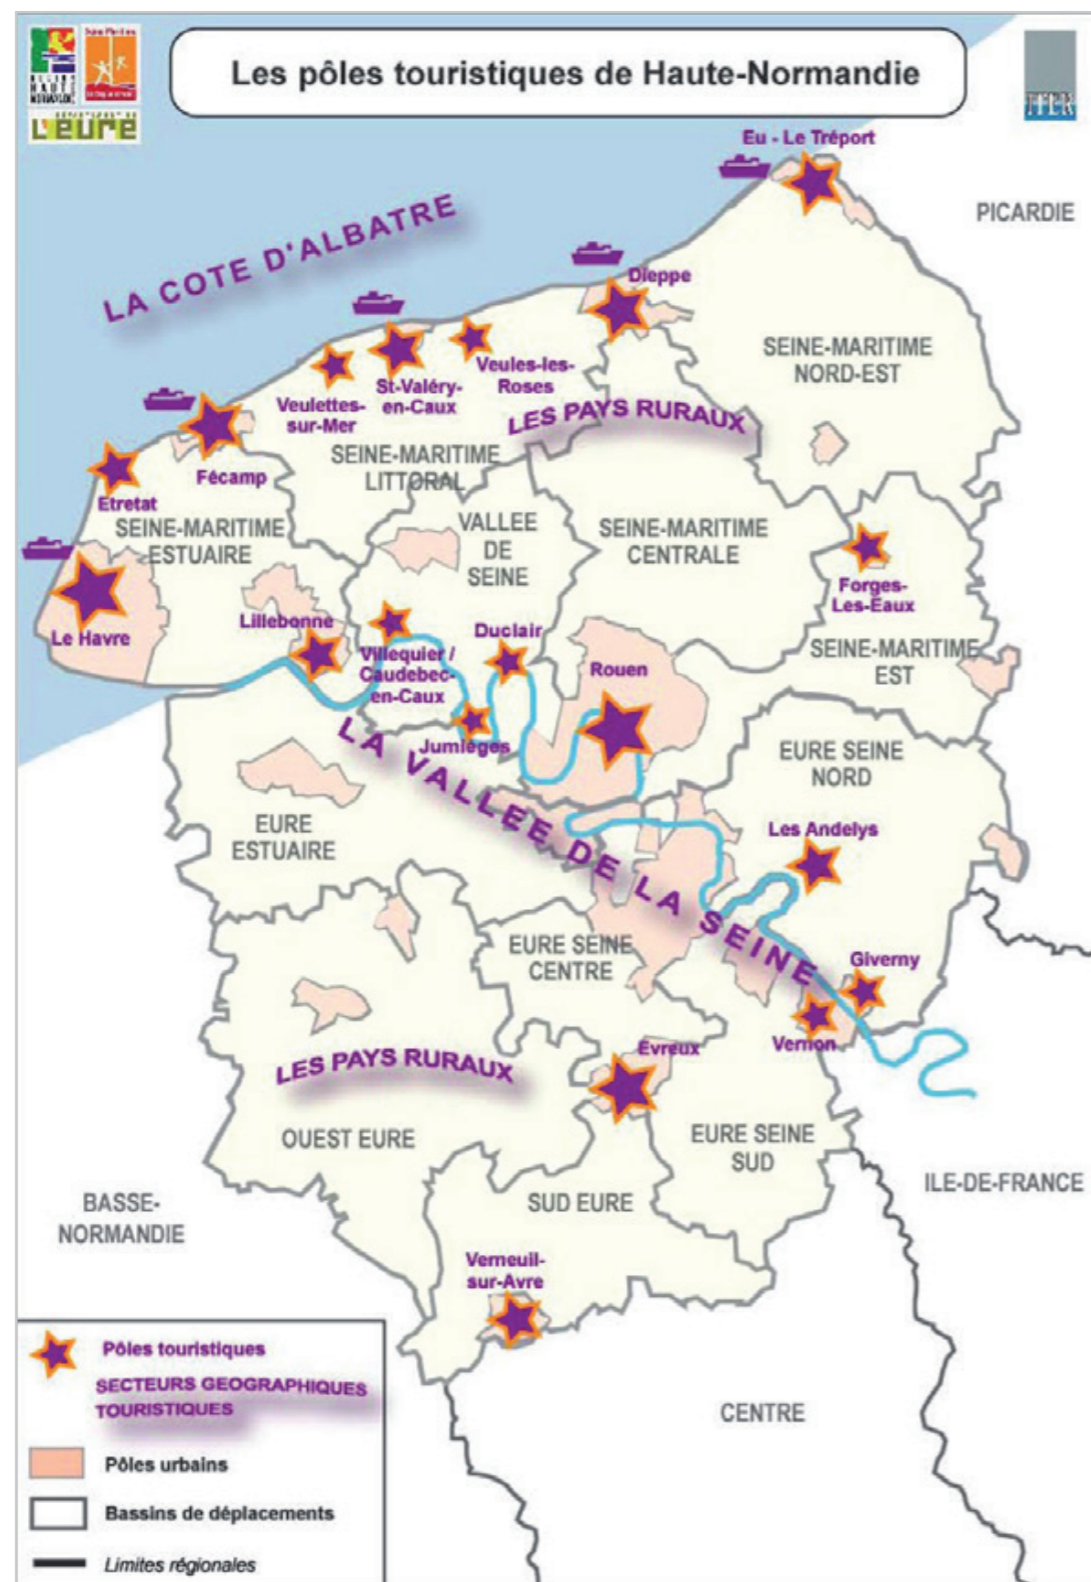 Les pôles touristiques de Haute-Normandie
L'eure
ITER
Eu - Le Tréport
PICARDIE
LA COTE D'ALBATRE
Dieppe
SEINE-MARITIME
NORD-EST
Veules-les-
Roses
St-Valéry-
en-Caux
Veulettes-
sur-Mer
LES PAYS RURAUX
SEINE-MARITIME
LITTORAL
Fécamp
Etretat
SEINE-MARITIME
ESTUAIRE
VALLEE
DE
SEINE
SEINE-MARITIME
CENTRALE
Forges-
Les-Eaux
Le Havre
Lillebonne
Villequier /
Caudebec-
en-Caux
Duclair
Rouen
SEINE-MARITIME
EST
Jumièges
LA VALLEE DE LA SEINE
EURE SEINE
NORD
EURE
ESTUAIRE
Les Andelys
EURE SEINE
CENTRE
Giverny
Vernon
Evreux
LES PAYS RURAUX
OUEST EURE
EURE SEINE
SUD
ILE-DE-FRANCE
SUD EURE
BASSE-
NORMANDIE
Verneuil-
sur-Avre
CENTRE
Pôles touristiques
SECTEURS GEOGRAPHIQUES
TOURISTIQUES
Pôles urbains
Bassins de déplacements
Limites régionales